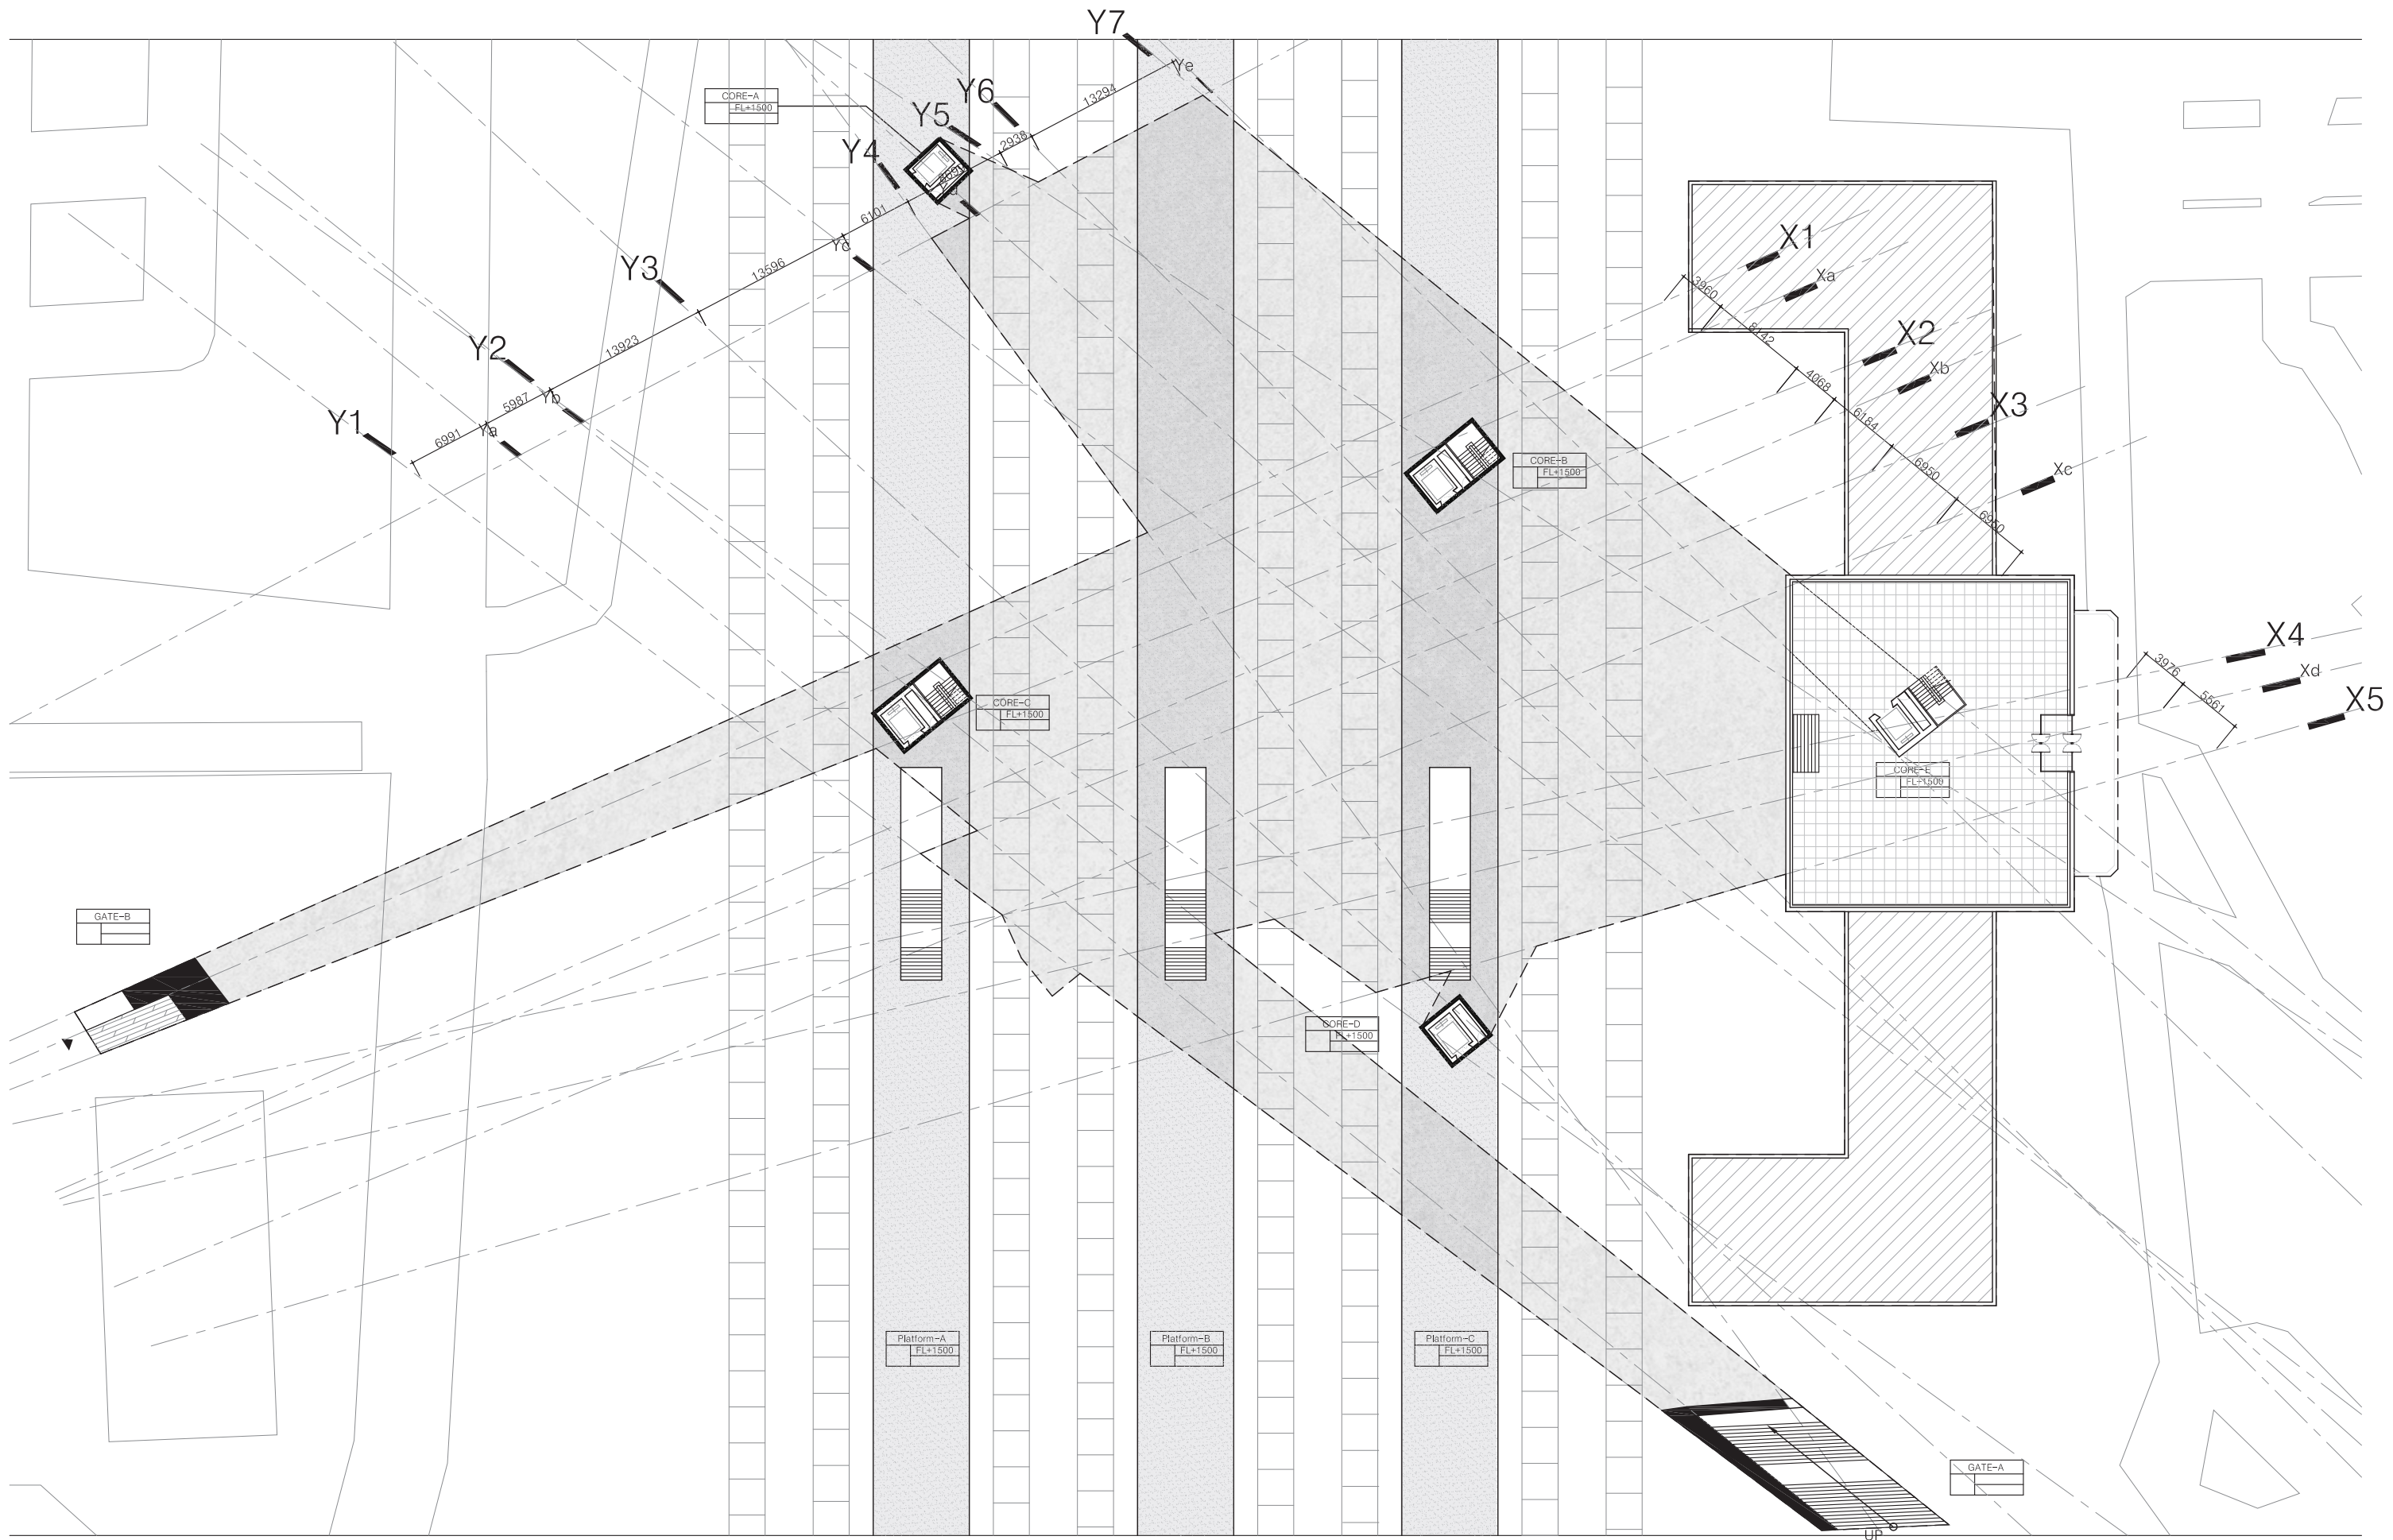 Y7
Ye
CORE-A
FL+1500
Y6
13294
Y5
2938
Y4
6101
Yc
Y3
13596
Y2
13923
Yb
5987
Y1
6991
Ya
X1
Xa
3960
8142
X2
Xb
4068
X3
6184
6950
Xc
6950
CORE-B
FL+1500
X4
Xd
3976
5561
X5
CORE-C
FL+1500
CORE-E
FL+1500
GATE-B
CORE-D
FL+1500
Platform-A
FL+1500
Platform-B
FL+1500
Platform-C
FL+1500
GATE-A
UP